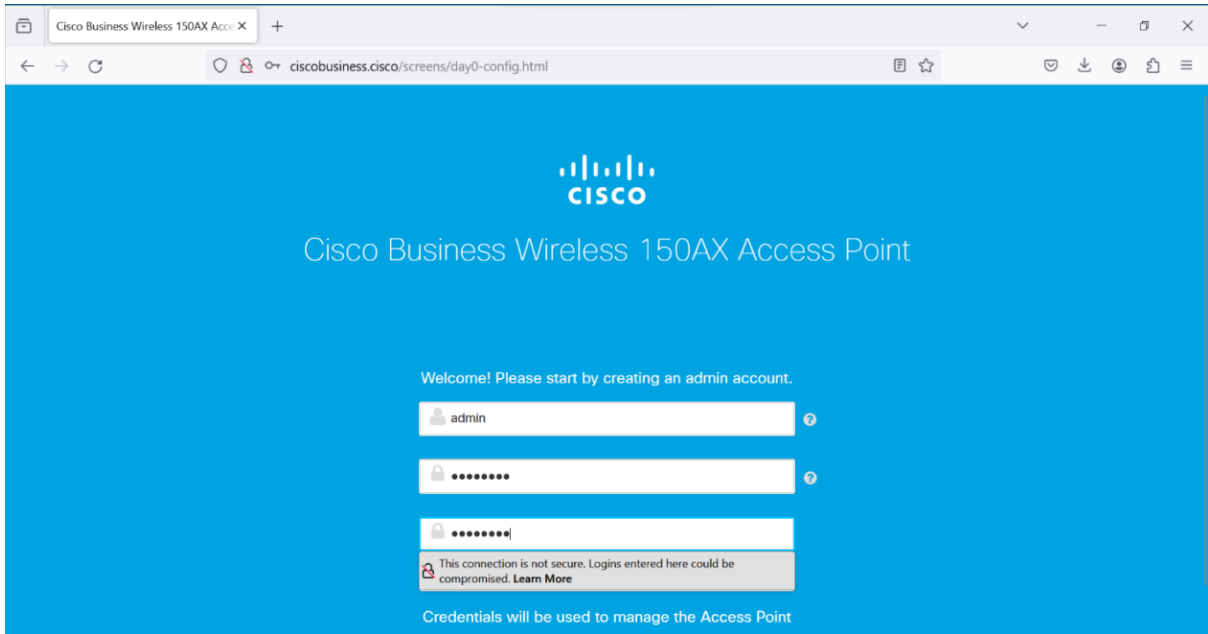 Cisco Business Wireless 150AX Acce
ciscobusiness.cisco/screens/day0-config.html
CISCO
Cisco Business Wireless 150AX Access Point
Welcome! Please start by creating an admin account.
admin
?
••••••••
?
••••••••
This connection is not secure. Logins entered here could be
compromised. Learn More
Credentials will be used to manage the Access Point